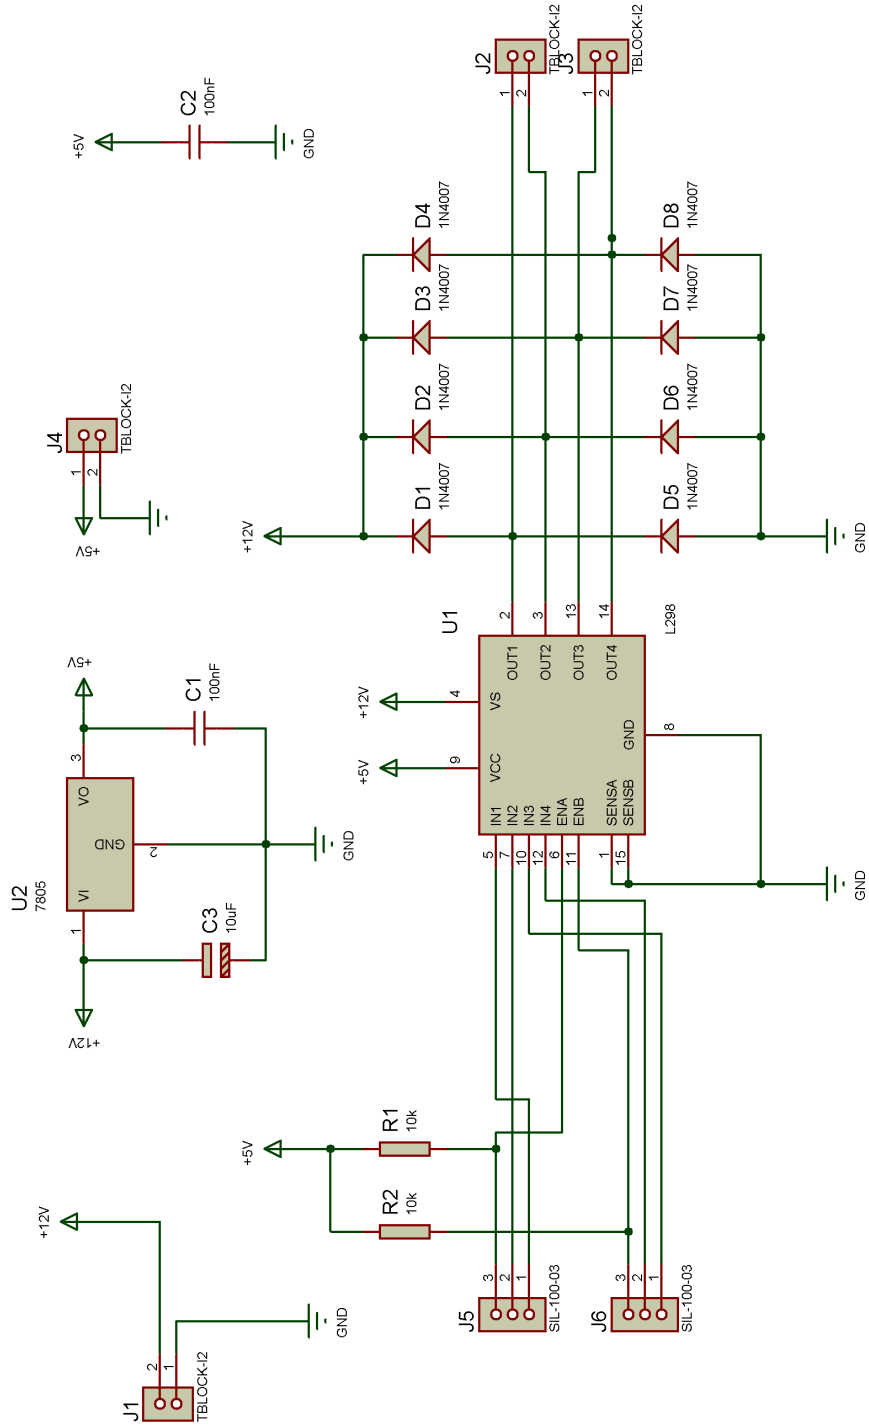 J2
TBLOCK-I2
1
2
J3
TBLOCK-I2
1
2
+5V
C2
100nF
GND
D4
1N4007
D8
1N4007
D3
1N4007
D7
1N4007
D2
1N4007
D6
1N4007
D1
1N4007
D5
1N4007
+12V
GND
J4
TBLOCK-I2
1
2
+5V
U2
7805
VI
VO
GND
1
3
2
+5V
C1
100nF
C3
10uF
+12V
GND
U1
L298
IN1
IN2
IN3
IN4
ENA
ENB
SENSA
SENSB
VCC
VS
GND
OUT1
OUT2
OUT3
OUT4
5
7
10
12
6
11
1
15
9
4
8
2
3
13
14
+5V
+12V
GND
+5V
R1
10k
R2
10k
+12V
GND
J1
TBLOCK-I2
2
1
J5
SIL-100-03
3
2
1
J6
SIL-100-03
3
2
1